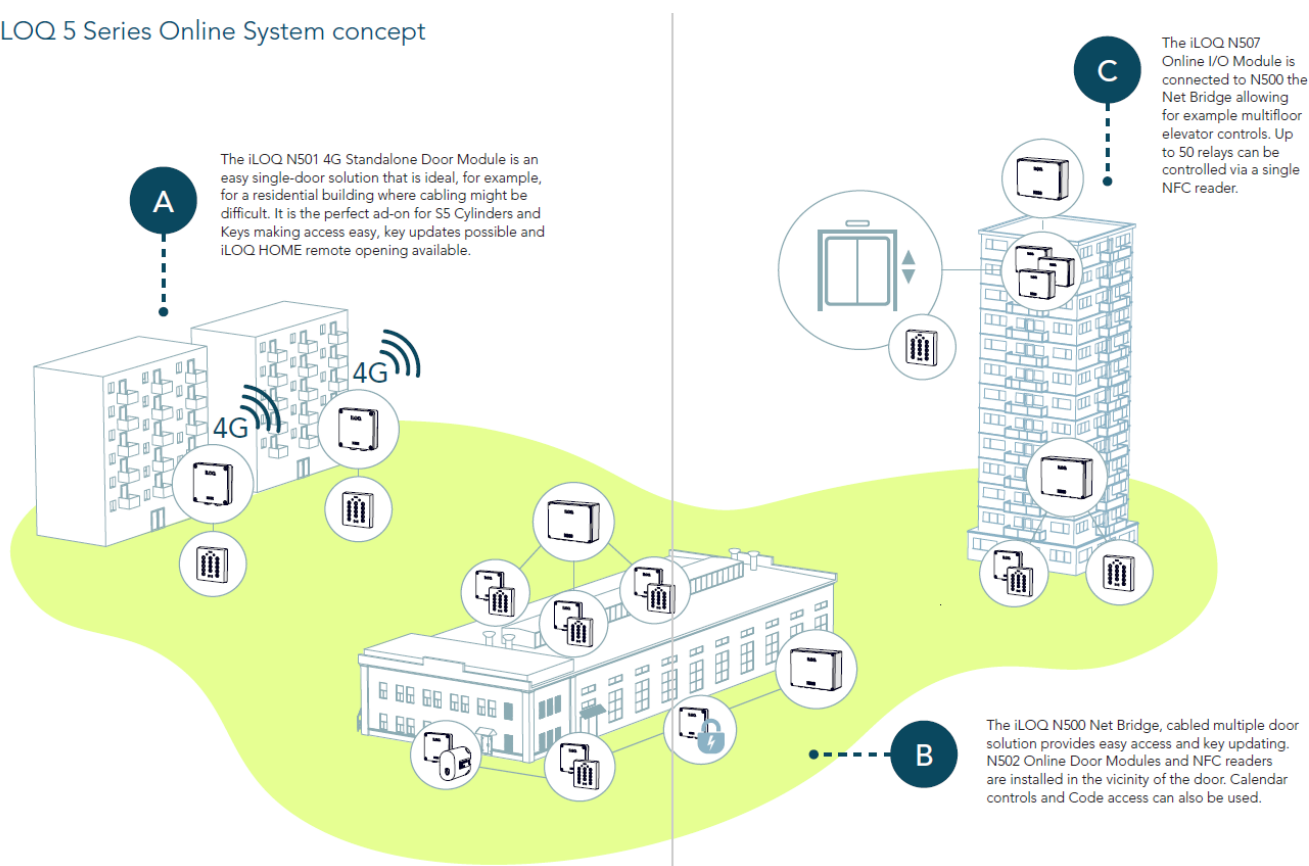 LOQ 5 Series Online System concept
A
The iLOQ N501 4G Standalone Door Module is an
easy single-door solution that is ideal, for example,
for a residential building where cabling might be
difficult. It is the perfect ad-on for S5 Cylinders and
Keys making access easy, key updates possible and
iLOQ HOME remote opening available.
C
The iLOQ N507
Online I/O Module is
connected to N500 the
Net Bridge allowing
for example multifloor
elevator controls. Up
to 50 relays can be
controlled via a single
NFC reader.
4G
4G
B
The iLOQ N500 Net Bridge, cabled multiple door
solution provides easy access and key updating.
N502 Online Door Modules and NFC readers
are installed in the vicinity of the door. Calendar
controls and Code access can also be used.